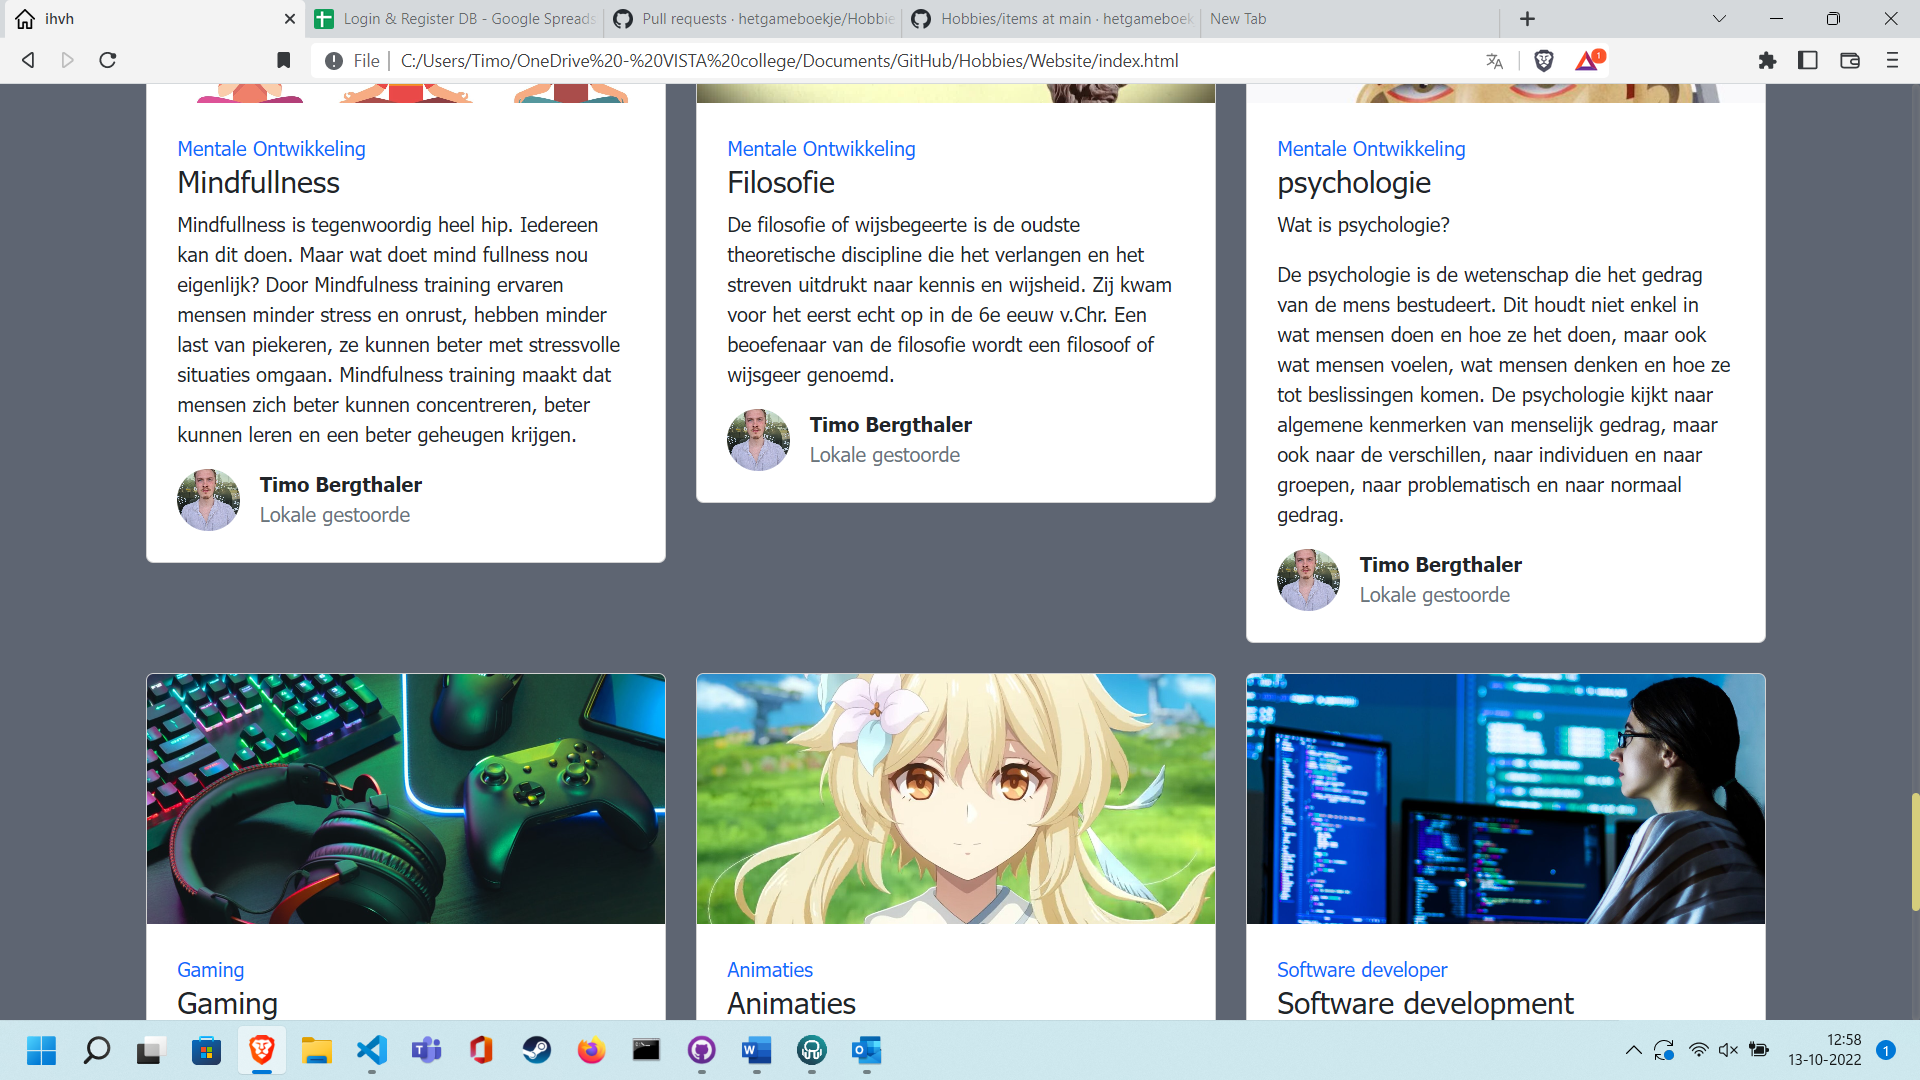 ihvh
Login & Register DB - Google Spreads
Pull requests · hetgameboekje/Hobbie
Hobbies/items at main · hetgameboek
New Tab
File
C:/Users/Timo/OneDrive%20-%20VISTA%20college/Documents/GitHub/Hobbies/Website/index.html
1
Mentale Ontwikkeling
Mindfullness
Mindfullness is tegenwoordig heel hip. Iedereen
kan dit doen. Maar wat doet mind fullness nou
eigenlijk? Door Mindfulness training ervaren
mensen minder stress en onrust, hebben minder
last van piekeren, ze kunnen beter met stressvolle
situaties omgaan. Mindfulness training maakt dat
mensen zich beter kunnen concentreren, beter
kunnen leren en een beter geheugen krijgen.
Timo Bergthaler
Lokale gestoorde
Mentale Ontwikkeling
Filosofie
De filosofie of wijsbegeerte is de oudste
theoretische discipline die het verlangen en het
streven uitdrukt naar kennis en wijsheid. Zij kwam
voor het eerst echt op in de 6e eeuw v.Chr. Een
beoefenaar van de filosofie wordt een filosoof of
wijsgeer genoemd.
Timo Bergthaler
Lokale gestoorde
Mentale Ontwikkeling
psychologie
Wat is psychologie?
De psychologie is de wetenschap die het gedrag
van de mens bestudeert. Dit houdt niet enkel in
wat mensen doen en hoe ze het doen, maar ook
wat mensen voelen, wat mensen denken en hoe ze
tot beslissingen komen. De psychologie kijkt naar
algemene kenmerken van menselijk gedrag, maar
ook naar de verschillen, naar individuen en naar
groepen, naar problematisch en naar normaal
gedrag.
Timo Bergthaler
Lokale gestoorde
Gaming
Gaming
Animaties
Animaties
Software developer
Software development
12:58
13-10-2022
1